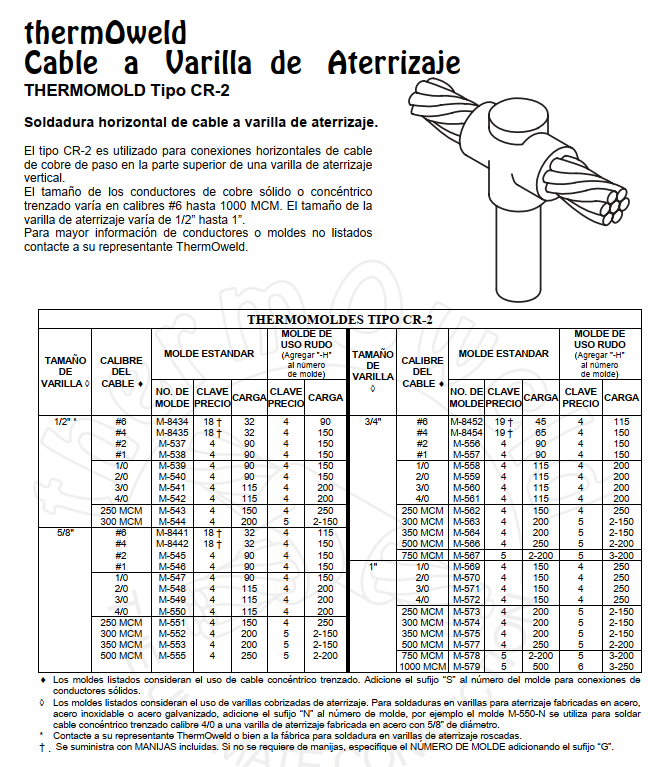 thermOweld
Cable a Varilla de Aterrizaje
THERMOMOLD Tipo CR-2
Soldadura horizontal de cable a varilla de aterrizaje.
El tipo CR-2 es utilizado para conexiones horizontales de cable
de cobre de paso en la parte superior de una varilla de aterrizaje
vertical.
El tamaño de los conductores de cobre sólido o concéntrico
trenzado varía en calibres #6 hasta 1000 MCM. El tamaño de la
varilla de aterrizaje varía de 1/2” hasta 1”.
Para mayor información de conductores o moldes no listados
contacte a su representante ThermOweld.
THERMOMOLDES TIPO CR-2
TAMAÑO DE VARILLA ◊ CALIBRE DEL CABLE ♦ MOLDE ESTANDAR MOLDE DE USO RUDO (Agregar "-H" al número de molde) TAMAÑO DE VARILLA ◊ CALIBRE DEL CABLE ♦ MOLDE ESTANDAR MOLDE DE USO RUDO (Agregar "-H" al número de molde)
NO. DE MOLDE CLAVE PRECIO CARGA CLAVE PRECIO CARGA NO. DE MOLDE CLAVE PRECIO CARGA CLAVE PRECIO CARGA
1/2" * #6 M-8434 18 † 32 4 90 3/4" #6 M-8452 19 † 45 4 115
#4 M-8435 18 † 32 4 150 #4 M-8454 19 † 65 4 150
#2 M-537 4 90 4 150 #2 M-556 4 90 4 150
#1 M-538 4 90 4 150 #1 M-557 4 90 4 150
1/0 M-539 4 90 4 150 1/0 M-558 4 115 4 200
2/0 M-540 4 90 4 150 2/0 M-559 4 115 4 200
3/0 M-541 4 115 4 200 3/0 M-560 4 115 4 200
4/0 M-542 4 115 4 200 4/0 M-561 4 115 4 200
250 MCM M-543 4 150 4 250 250 MCM M-562 4 150 4 250
300 MCM M-544 4 200 5 2-150 300 MCM M-563 4 200 5 2-150
5/8" #6 M-8441 18 † 32 4 115 350 MCM M-564 4 200 5 2-150
#4 M-8442 18 † 32 4 150 500 MCM M-566 4 250 5 2-200
#2 M-545 4 90 4 150 750 MCM M-567 5 2-200 5 3-200
#1 M-546 4 90 4 150 1" 1/0 M-569 4 150 4 250
1/0 M-547 4 90 4 150 2/0 M-570 4 150 4 250
2/0 M-548 4 115 4 200 3/0 M-571 4 150 4 250
3/0 M-549 4 115 4 200 4/0 M-572 4 150 4 250
4/0 M-550 4 115 4 200 250 MCM M-573 4 200 5 2-150
250 MCM M-551 4 150 4 250 300 MCM M-574 4 200 5 2-150
300 MCM M-552 4 200 5 2-150 350 MCM M-575 4 200 5 2-150
350 MCM M-553 4 200 5 2-150 500 MCM M-577 4 250 5 2-200
500 MCM M-555 4 250 5 2-200 750 MCM M-578 5 2-200 5 3-200
1000 MCM M-579 5 500 6 3-250
♦ Los moldes listados consideran el uso de cable concéntrico trenzado. Adicione el sufijo “S” al número del molde para conexiones de
conductores sólidos.
◊ Los moldes listados consideran el uso de varillas cobrizadas de aterrizaje. Para soldaduras en varillas para aterrizaje fabricadas en acero,
acero inoxidable o acero galvanizado, adicione el sufijo “N” al número de molde, por ejemplo el molde M-550-N se utiliza para soldar
cable concéntrico trenzado calibre 4/0 a una varilla de aterrizaje fabricada en acero con 5/8” de diámetro.
* Contacte a su representante ThermOweld o bien a la fábrica para soldadura en varillas de aterrizaje roscadas.
† . Se suministra con MANIJAS incluidas. Si no se requiere de manijas, especifique el NÚMERO DE MOLDE adicionando el sufijo “G”.